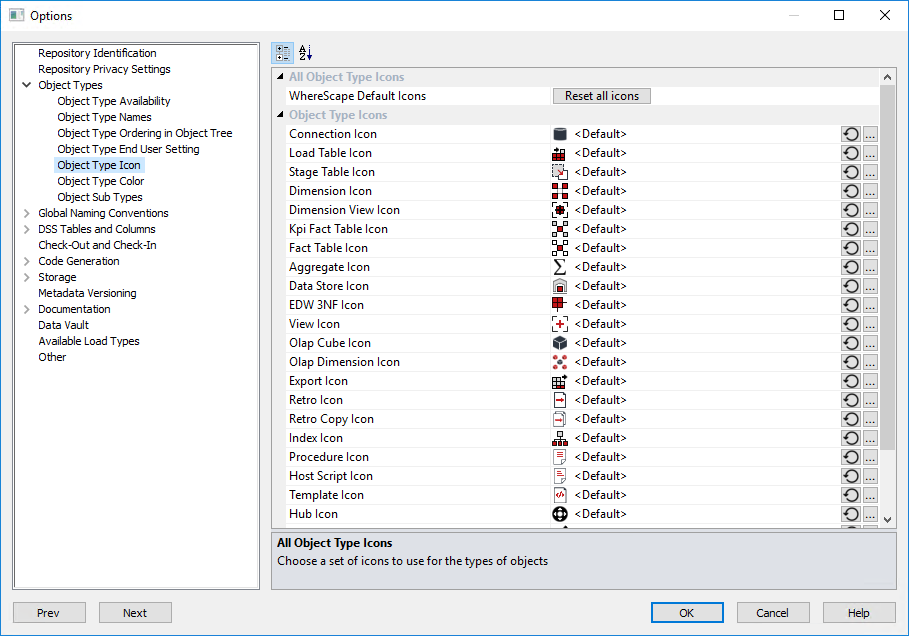 Options
Repository Identification
Repository Privacy Settings
Object Types
Object Type Availability
Object Type Names
Object Type Ordering in Object Tree
Object Type End User Setting
Object Type Icon
Object Type Color
Object Sub Types
Global Naming Conventions
DSS Tables and Columns
Check-Out and Check-In
Code Generation
Storage
Metadata Versioning
Documentation
Data Vault
Available Load Types
Other
All Object Type Icons
WhereScape Default Icons Reset all icons
Object Type Icons
Connection Icon <Default> ...
Load Table Icon <Default> ...
Stage Table Icon <Default> ...
Dimension Icon <Default> ...
Dimension View Icon <Default> ...
Kpi Fact Table Icon <Default> ...
Fact Table Icon <Default> ...
Aggregate Icon <Default> ...
Data Store Icon <Default> ...
EDW 3NF Icon <Default> ...
View Icon <Default> ...
Olap Cube Icon <Default> ...
Olap Dimension Icon <Default> ...
Export Icon <Default> ...
Retro Icon <Default> ...
Retro Copy Icon <Default> ...
Index Icon <Default> ...
Procedure Icon <Default> ...
Host Script Icon <Default> ...
Template Icon <Default> ...
Hub Icon <Default> ...
All Object Type Icons
Choose a set of icons to use for the types of objects
Prev Next OK Cancel Help